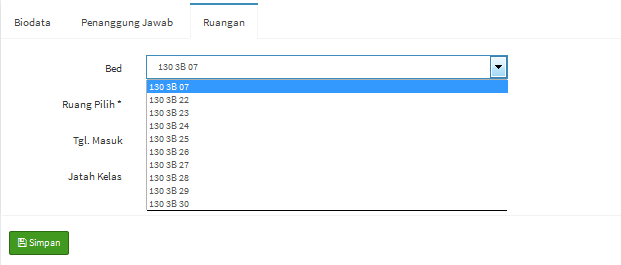 Biodata Penanggung Jawab Ruangan
Bed 130 3B 07
130 3B 07
Ruang Pilih * 130 3B 22
130 3B 23
130 3B 24
Tgl. Masuk 130 3B 25
130 3B 26
130 3B 27
Jatah Kelas 130 3B 28
130 3B 29
130 3B 30
Simpan